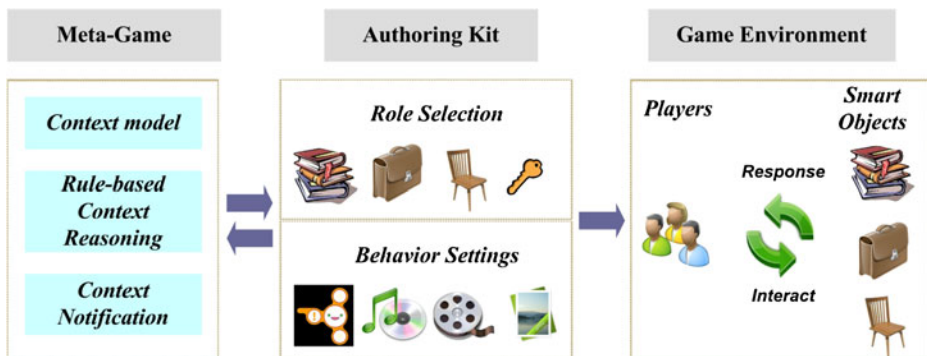 Meta-Game
Authoring Kit
Game Environment
Context model
Rule-based
Context
Reasoning
Context
Notification
Role Selection
Behavior Settings
Players
Smart
Objects
Response
Interact